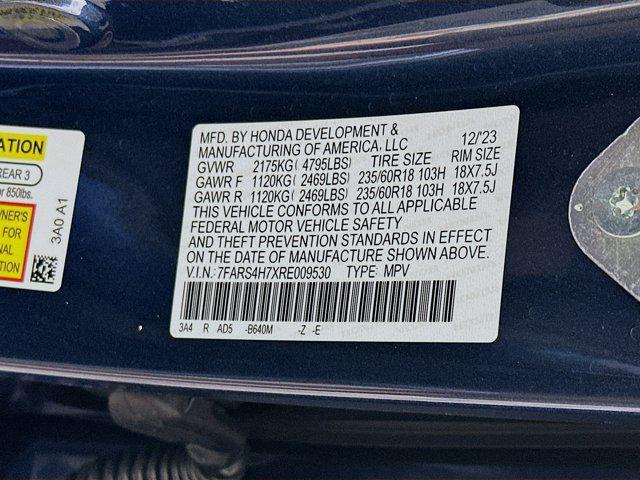 ATION
REAR 3
or 850lbs.
NER'S
FOR
NAL
TION
3A0 A1
MFD. BY HONDA DEVELOPMENT &
MANUFACTURING OF AMERICA, LLC 12/'23
GVWR 2175KG( 4795LBS) TIRE SIZE RIM SIZE
GAWR F 1120KG( 2469LBS) 235/60R18 103H 18X7.5J
GAWR R 1120KG( 2469LBS) 235/60R18 103H 18X7.5J
THIS VEHICLE CONFORMS TO ALL APPLICABLE
FEDERAL MOTOR VEHICLE SAFETY
AND THEFT PREVENTION STANDARDS IN EFFECT
ON THE DATE OF MANUFACTURE SHOWN ABOVE.
V.I.N.: 7FARS4H7XRE009530 TYPE: MPV
3A4 R AD5 -B640M -Z -E